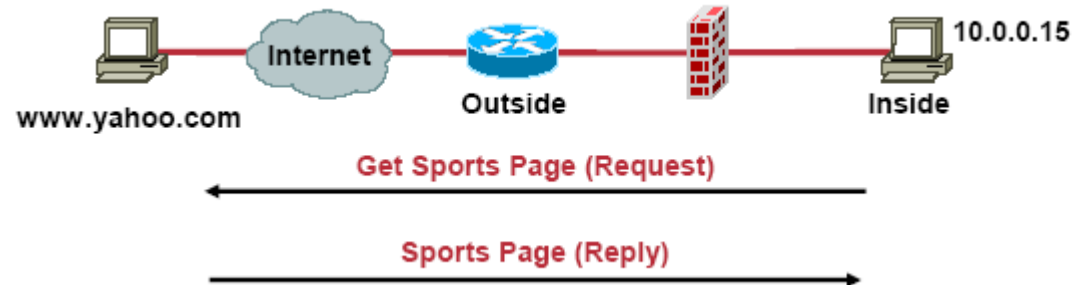 10.0.0.15
Internet
Outside
Inside
www.yahoo.com
Get Sports Page (Request)
Sports Page (Reply)